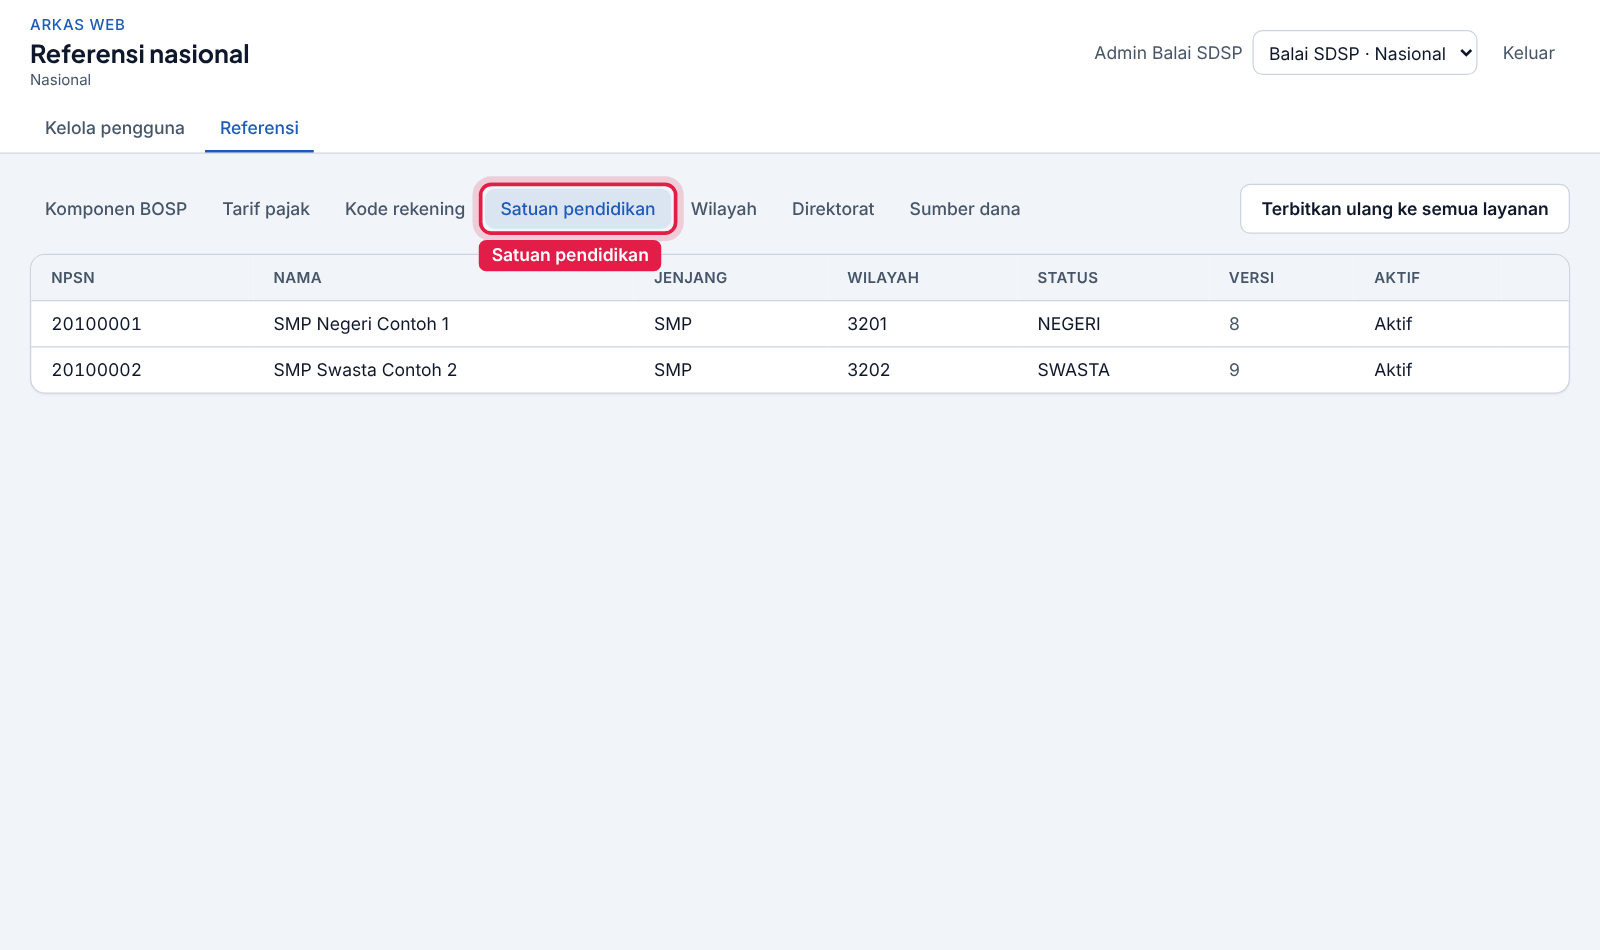 ARKAS WEB
Referensi nasional
Nasional
Admin Balai SDSP
Balai SDSP · Nasional
Keluar
Kelola pengguna
Referensi
Komponen BOSP
Tarif pajak
Kode rekening
Satuan pendidikan
Wilayah
Direktorat
Sumber dana
Terbitkan ulang ke semua layanan
Satuan pendidikan
NPSN NAMA JENJANG WILAYAH STATUS VERSI AKTIF
20100001 SMP Negeri Contoh 1 SMP 3201 NEGERI 8 Aktif
20100002 SMP Swasta Contoh 2 SMP 3202 SWASTA 9 Aktif